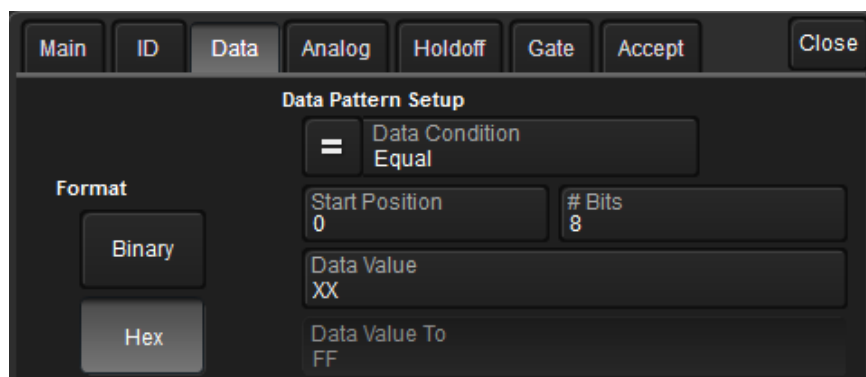 Main ID Data Analog Holdoff Gate Accept Close
Data Pattern Setup
= Data Condition
Equal
Format
Start Position # Bits
0 8
Binary
Data Value
XX
Hex
Data Value To
FF